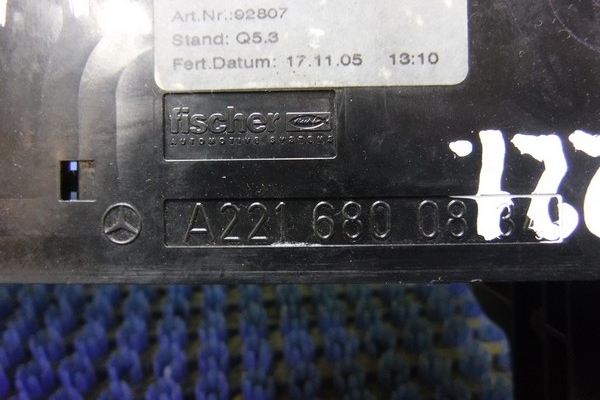 Art.Nr.:92807
Stand: Q5.3
Fert.Datum: 17.11.05 13:10
fischer
AUTOMOTIVE SYSTEMS
A221 680 08 34